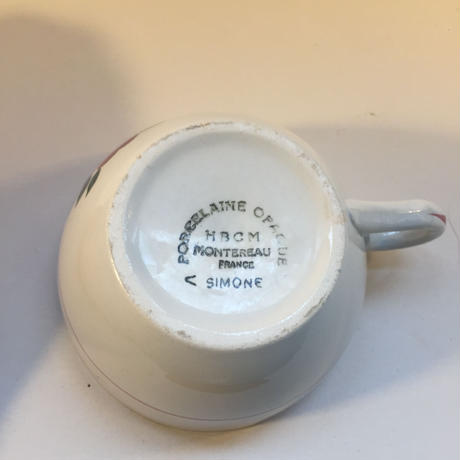 PORCELAINE OPAQUE
HBCM
MONTEREAU
FRANCE
< SIMONE